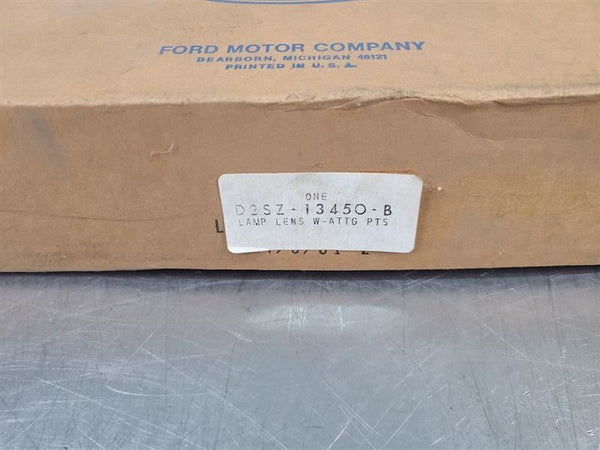 FORD MOTOR COMPANY
DEARBORN, MICHIGAN 48121
PRINTED IN U.S.A.
ONE
D2SZ-13450-B
LAMP LENS W-ATTG PTS
L